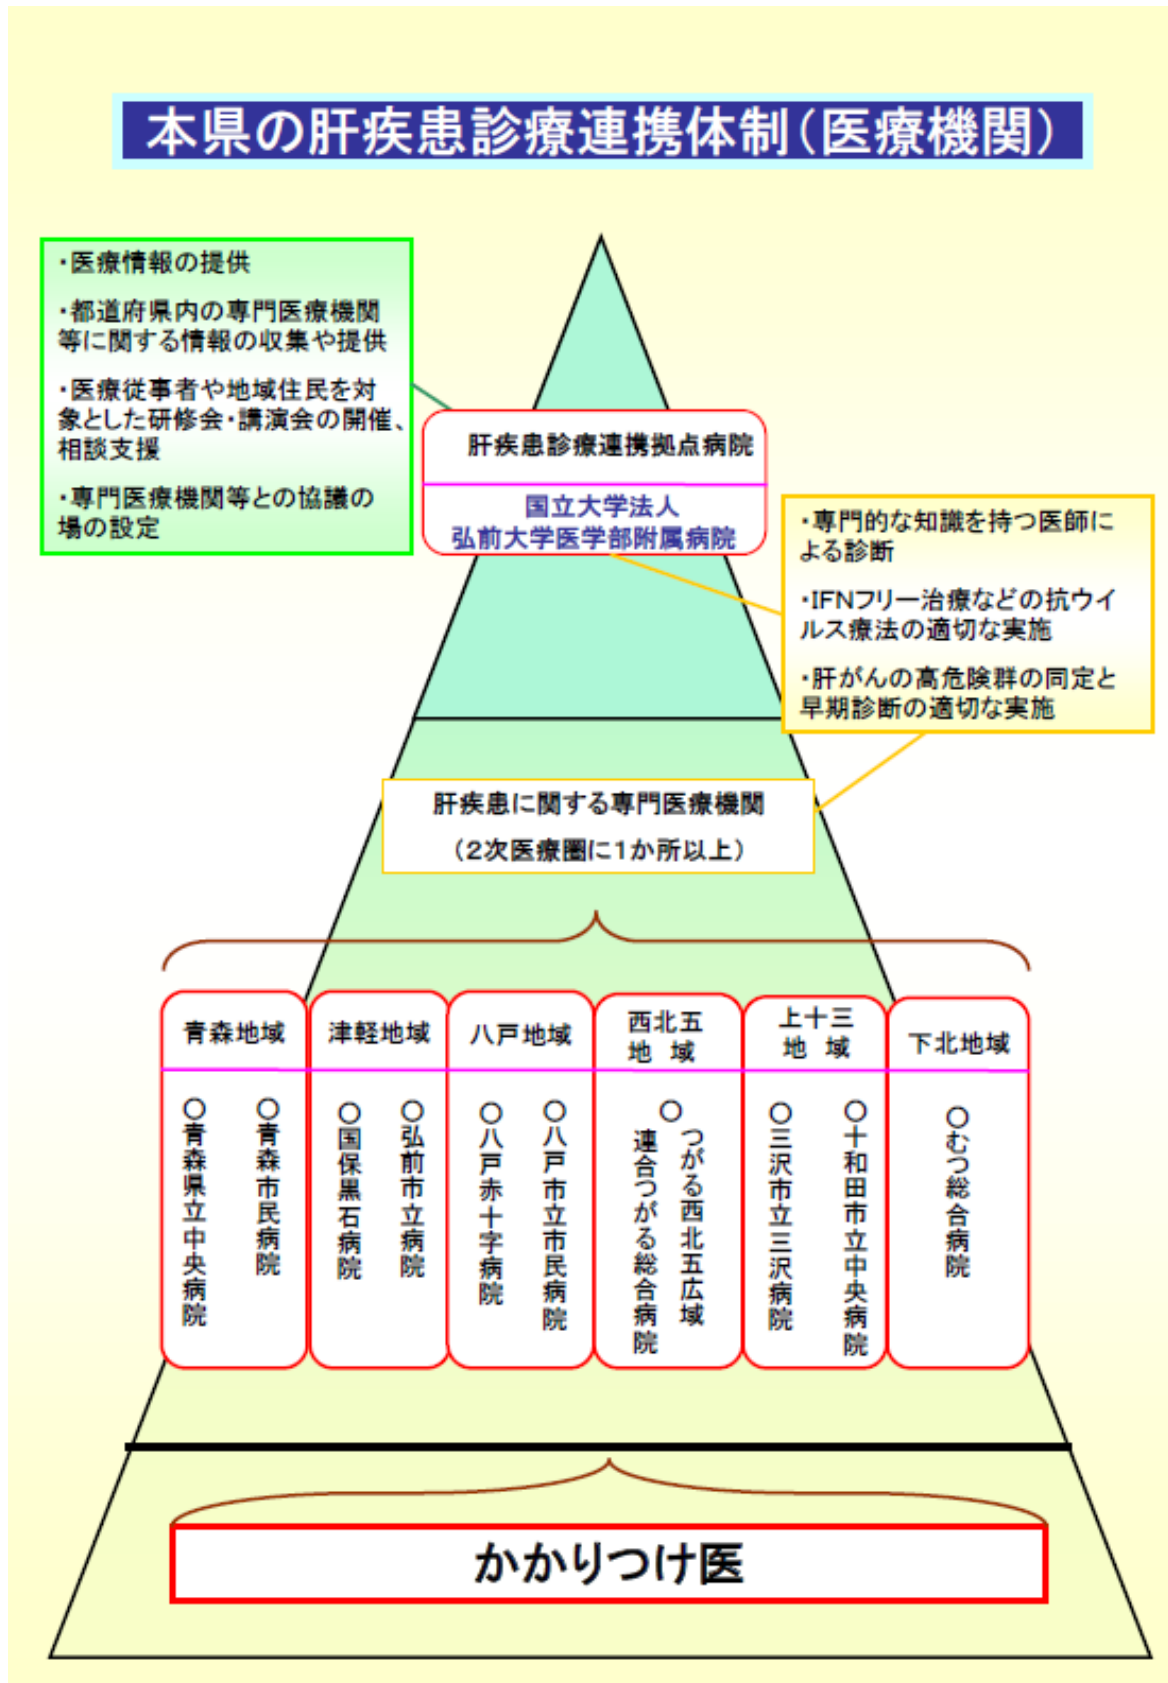 本県の肝疾患診療連携体制（医療機関）
・医療情報の提供
・都道府県内の専門医療機関
等に関する情報の収集や提供
・医療従事者や地域住民を対
象とした研修会・講演会の開催、
相談支援
・専門医療機関等との協議の
場の設定
肝疾患診療連携拠点病院
国立大学法人
弘前大学医学部附属病院
・専門的な知識を持つ医師に
よる診断
・IFNフリー治療などの抗ウイ
ルス療法の適切な実施
・肝がんの高危険群の同定と
早期診断の適切な実施
肝疾患に関する専門医療機関
（２次医療圏に１か所以上）
青森地域
○青森県立中央病院
○青森市民病院
津軽地域
○国保黒石病院
○弘前市立病院
八戸地域
○八戸赤十字病院
○八戸市立市民病院
西北五
地　域
○
つがる西北五広域
連合つがる総合病院
上十三
地　域
○三沢市立三沢病院
○十和田市立中央病院
下北地域
○むつ総合病院
かかりつけ医